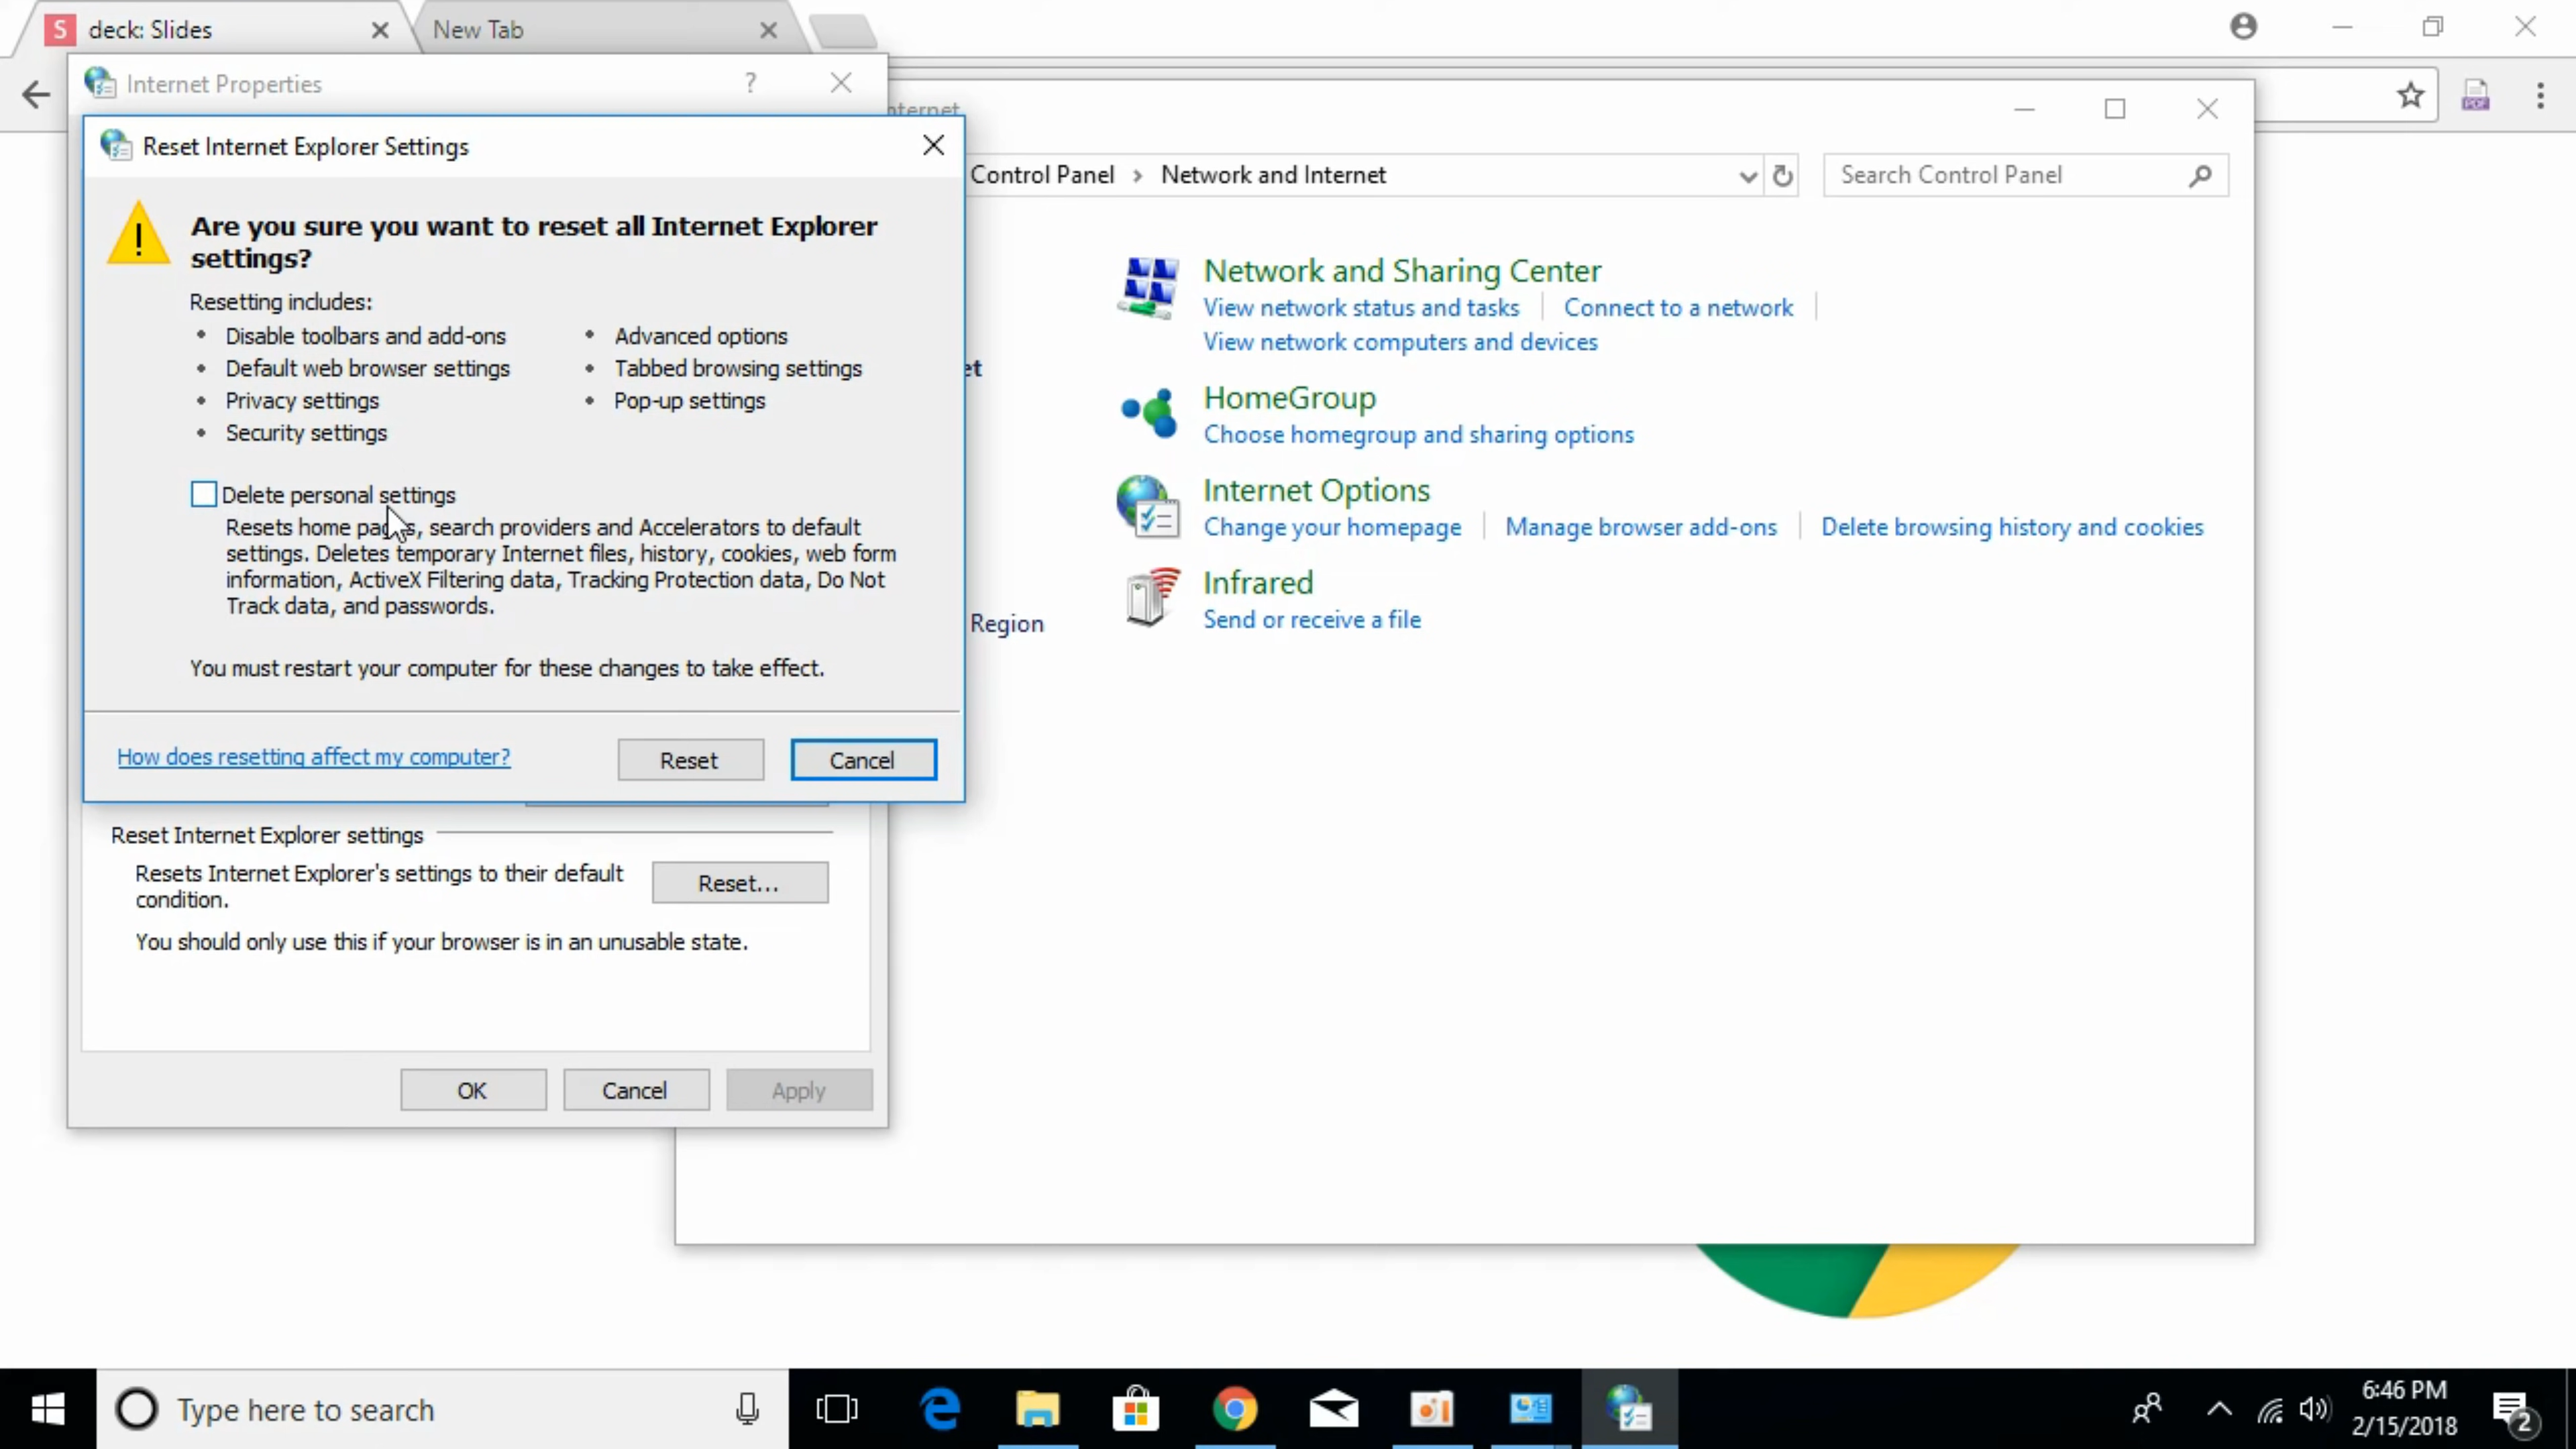 S deck: Slides
New Tab
Internet Properties
?
nternet
Reset Internet Explorer Settings
Control Panel > Network and Internet
Search Control Panel
Are you sure you want to reset all Internet Explorer
settings?
Resetting includes:
• Disable toolbars and add-ons
• Default web browser settings
• Privacy settings
• Security settings
• Advanced options
• Tabbed browsing settings
• Pop-up settings
Delete personal settings
Resets home pages, search providers and Accelerators to default
settings. Deletes temporary Internet files, history, cookies, web form
information, ActiveX Filtering data, Tracking Protection data, Do Not
Track data, and passwords.
You must restart your computer for these changes to take effect.
How does resetting affect my computer?
Reset
Cancel
Reset Internet Explorer settings
Resets Internet Explorer's settings to their default
condition.
Reset...
You should only use this if your browser is in an unusable state.
OK
Cancel
Apply
et
Region
Network and Sharing Center
View network status and tasks
Connect to a network
View network computers and devices
HomeGroup
Choose homegroup and sharing options
Internet Options
Change your homepage
Manage browser add-ons
Delete browsing history and cookies
Infrared
Send or receive a file
PDF
Type here to search
6:46 PM
2/15/2018
2